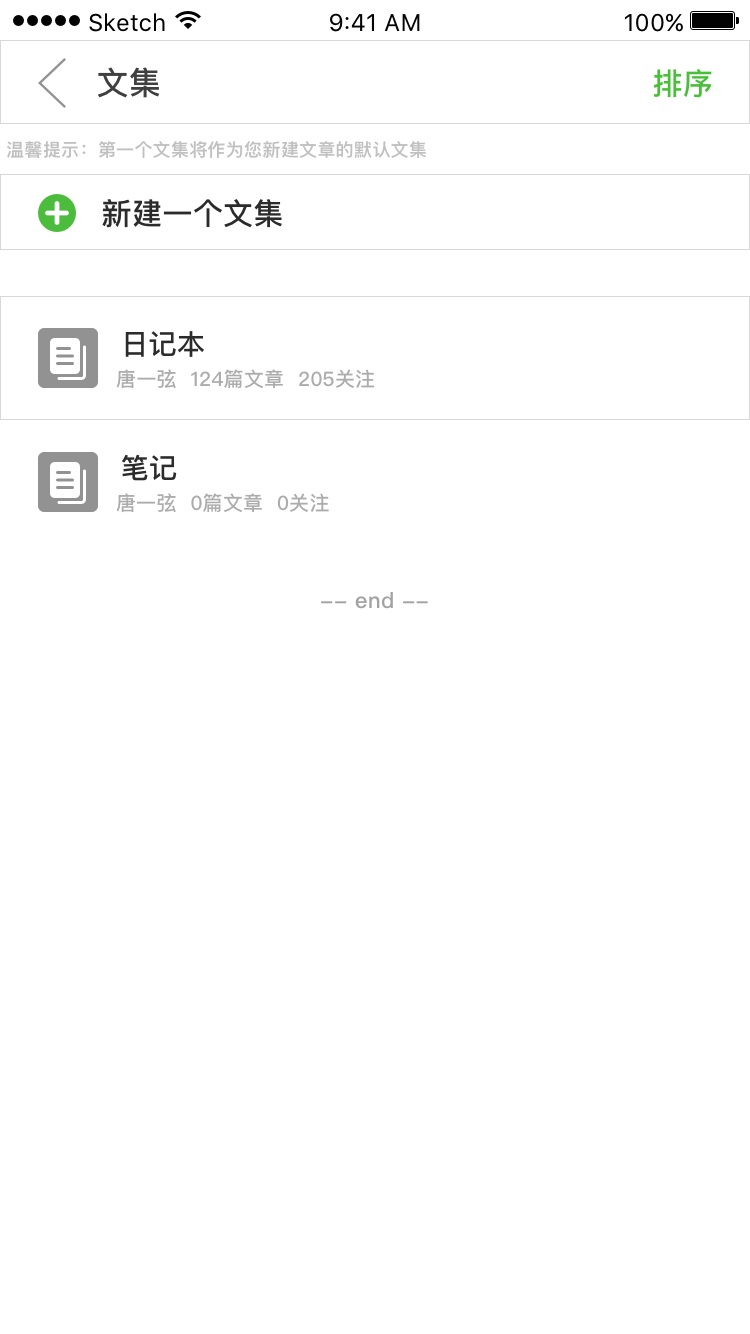 Sketch 9:41 AM 100%
文集 排序
温馨提示：第一个文集将作为您新建文章的默认文集
新建一个文集
日记本
唐一弦 124篇文章 205关注
笔记
唐一弦 0篇文章 0关注
-- end --